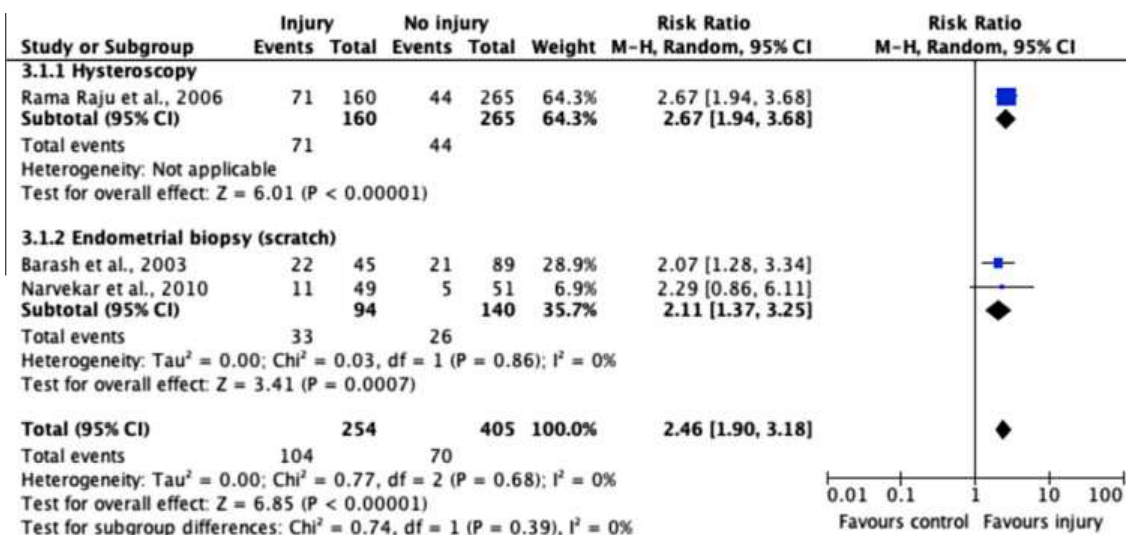 Injury No injury Risk Ratio Risk Ratio
Study or Subgroup Events Total Events Total Weight M-H, Random, 95% CI M-H, Random, 95% CI
3.1.1 Hysteroscopy
Rama Raju et al., 2006 71 160 44 265 64.3% 2.67 [1.94, 3.68]
Subtotal (95% CI) 160 265 64.3% 2.67 [1.94, 3.68]
Total events 71 44
Heterogeneity: Not applicable
Test for overall effect: Z = 6.01 (P < 0.00001)
3.1.2 Endometrial biopsy (scratch)
Barash et al., 2003 22 45 21 89 28.9% 2.07 [1.28, 3.34]
Narvekar et al., 2010 11 49 5 51 6.9% 2.29 [0.86, 6.11]
Subtotal (95% CI) 94 140 35.7% 2.11 [1.37, 3.25]
Total events 33 26
Heterogeneity: Tau² = 0.00; Chi² = 0.03, df = 1 (P = 0.86); I² = 0%
Test for overall effect: Z = 3.41 (P = 0.0007)
Total (95% CI) 254 405 100.0% 2.46 [1.90, 3.18]
Total events 104 70
Heterogeneity: Tau² = 0.00; Chi² = 0.77, df = 2 (P = 0.68); I² = 0%
Test for overall effect: Z = 6.85 (P < 0.00001)
Test for subgroup differences: Chi² = 0.74, df = 1 (P = 0.39), I² = 0%
0.01 0.1 1 10 100
Favours control Favours injury